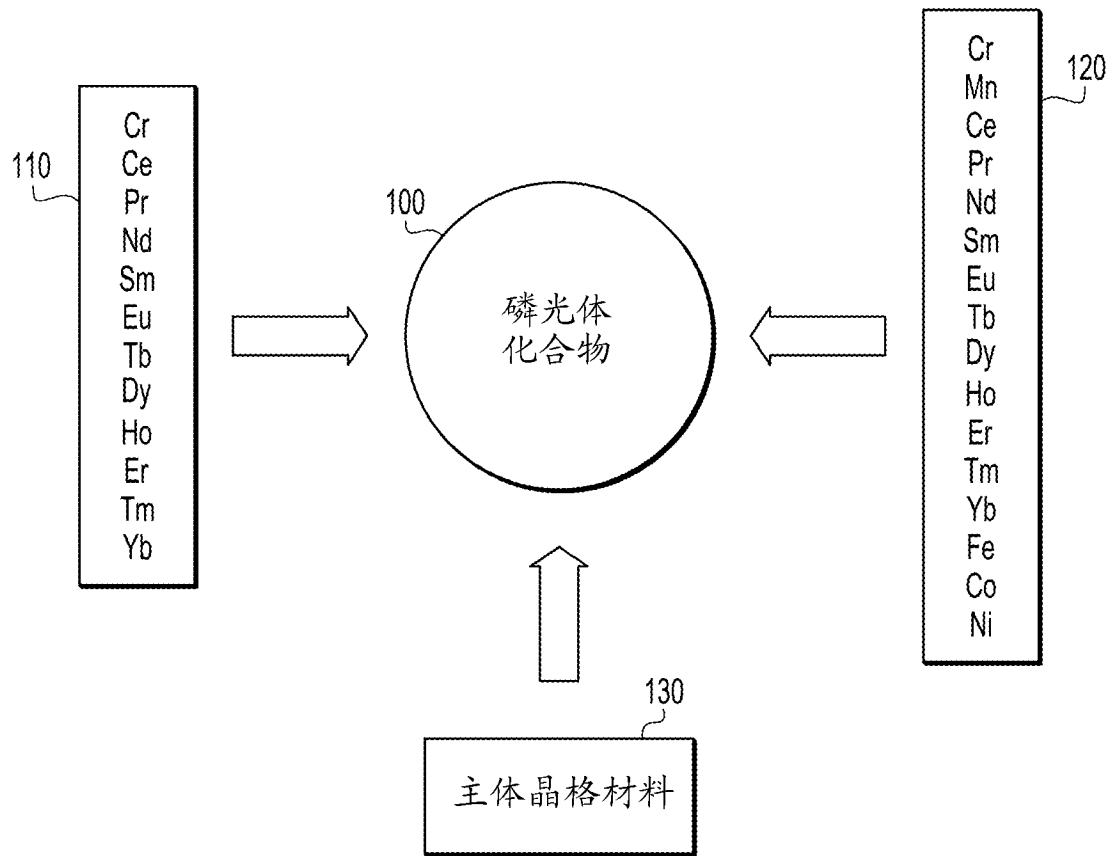 110
Cr
Ce
Pr
Nd
Sm
Eu
Tb
Dy
Ho
Er
Tm
Yb
100
磷光体
化合物
120
Cr
Mn
Ce
Pr
Nd
Sm
Eu
Tb
Dy
Ho
Er
Tm
Yb
Fe
Co
Ni
130
主体晶格材料